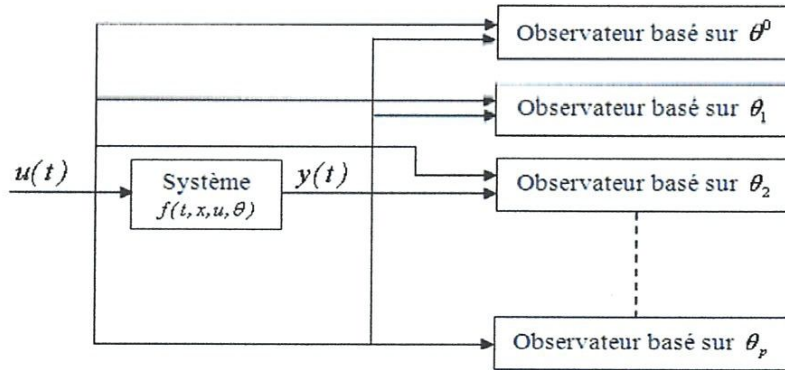 Observateur basé sur θ⁰
Observateur basé sur θ₁
u(t)
Système
f(t,x,u,θ)
y(t)
Observateur basé sur θ₂
Observateur basé sur θₚ